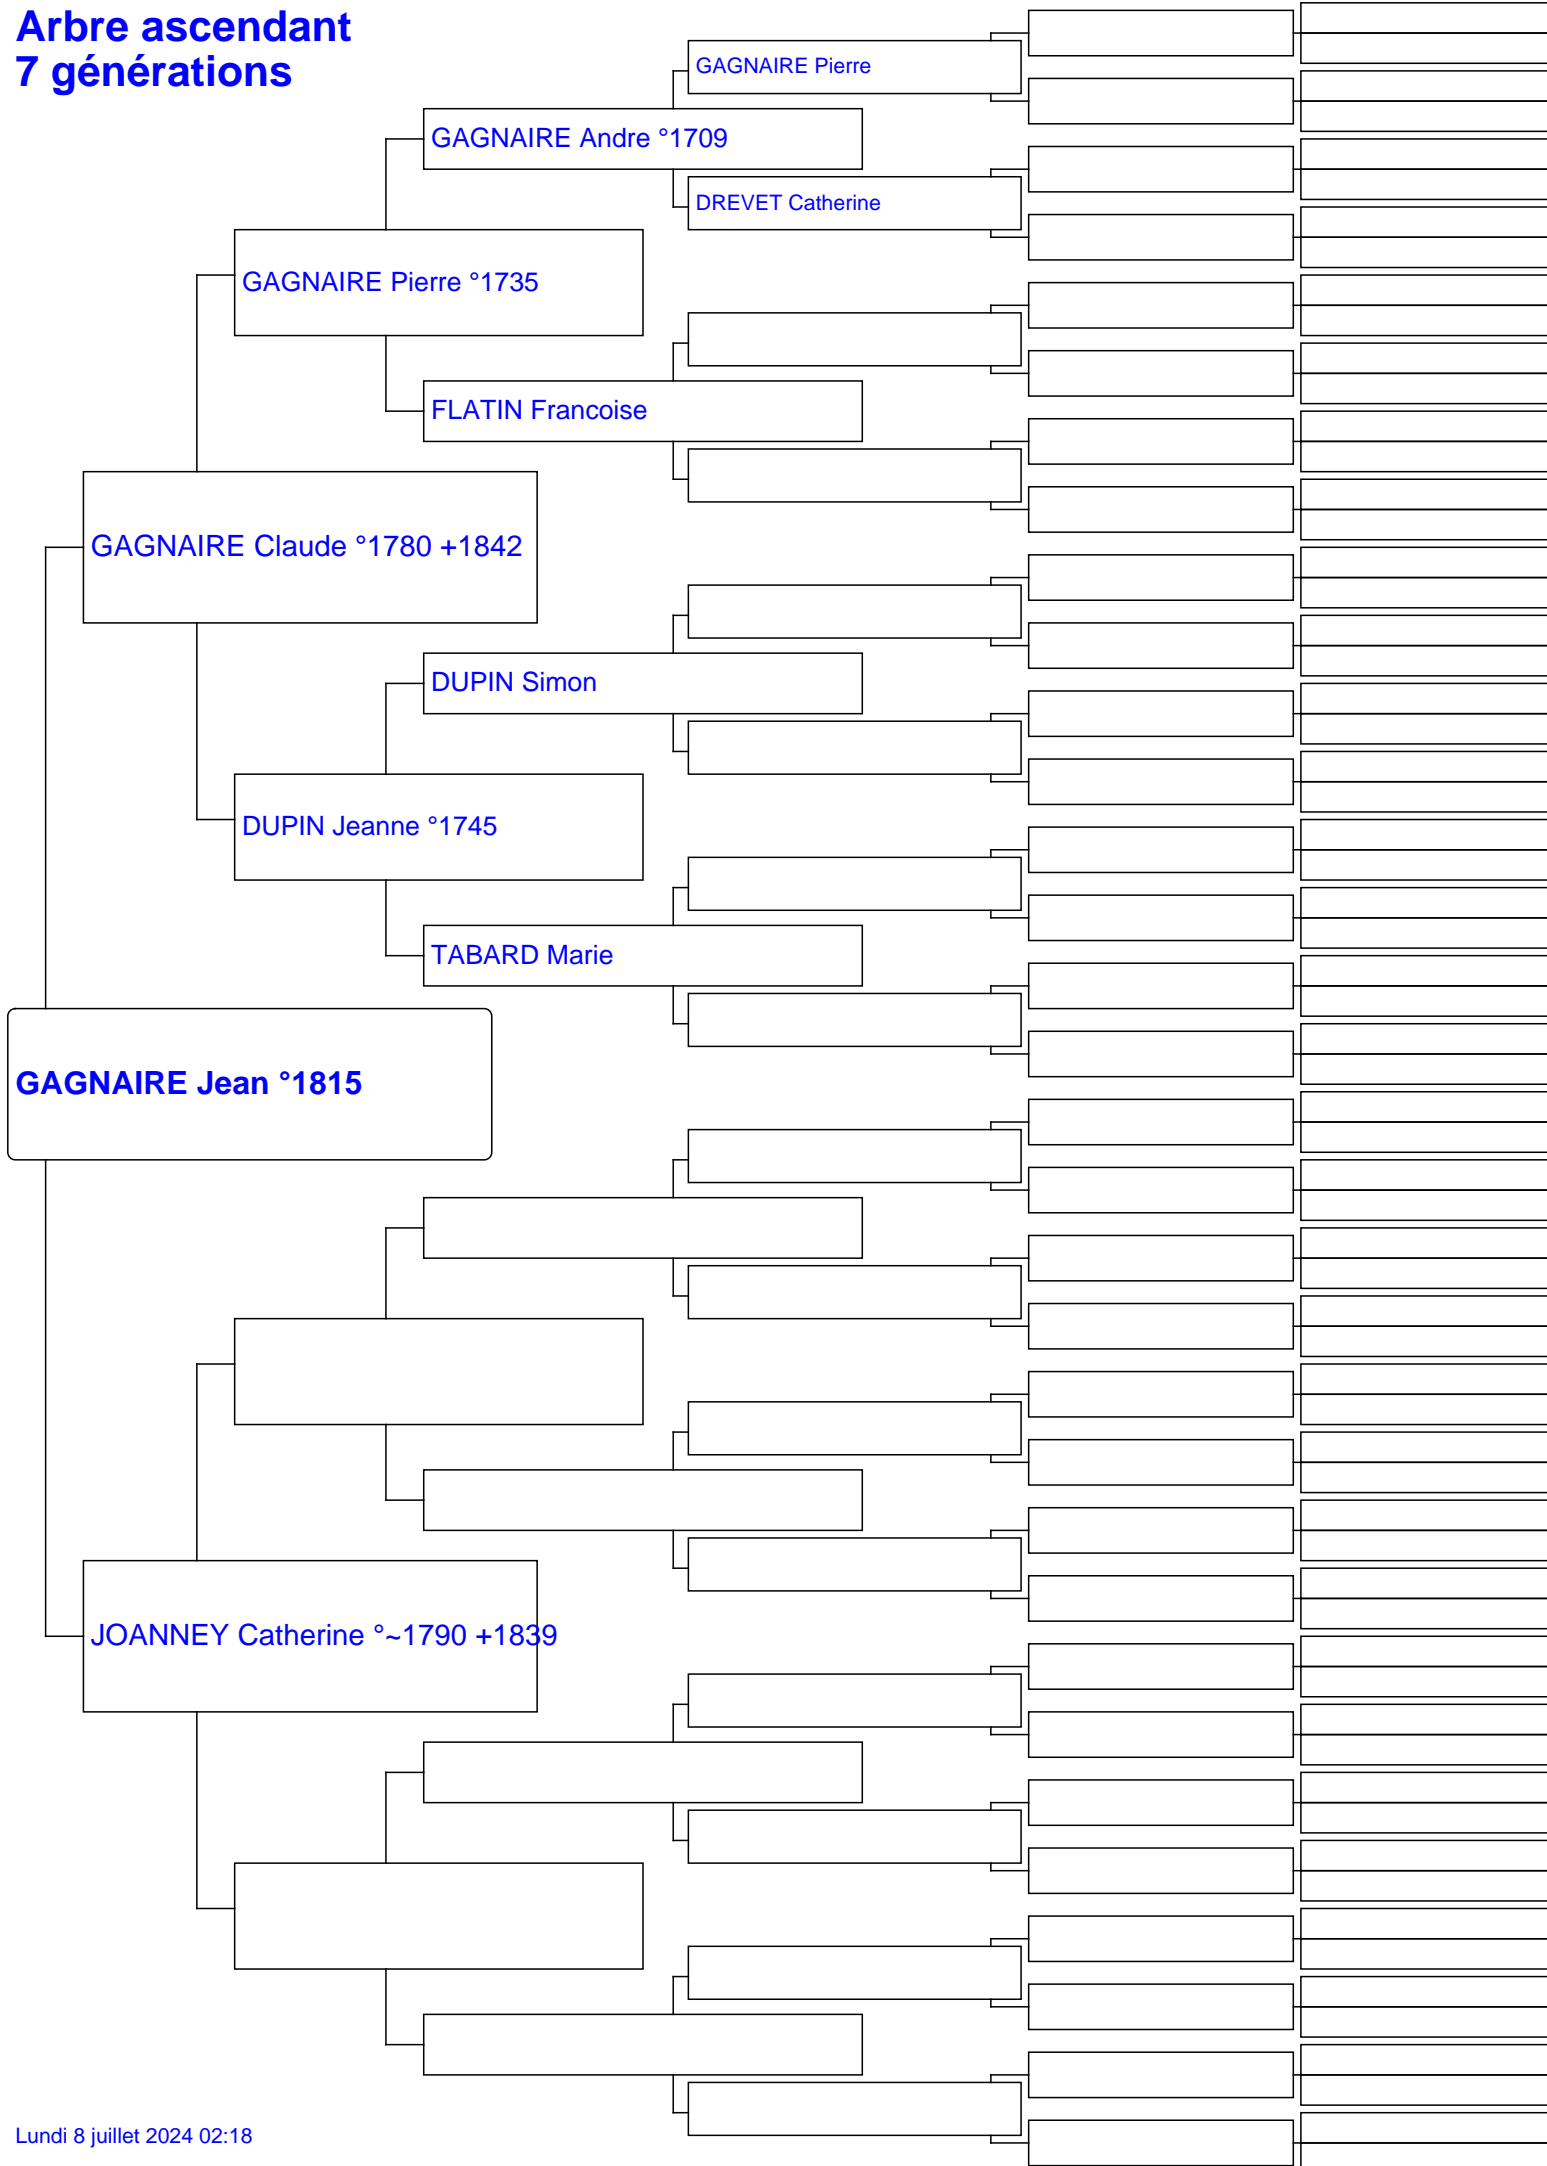 Arbre ascendant
7 générations
GAGNAIRE Pierre
GAGNAIRE Andre °1709
DREVET Catherine
GAGNAIRE Pierre °1735
FLATIN Francoise
GAGNAIRE Claude °1780 +1842
DUPIN Simon
DUPIN Jeanne °1745
TABARD Marie
GAGNAIRE Jean °1815
JOANNEY Catherine °~1790 +1839
Lundi 8 juillet 2024 02:18